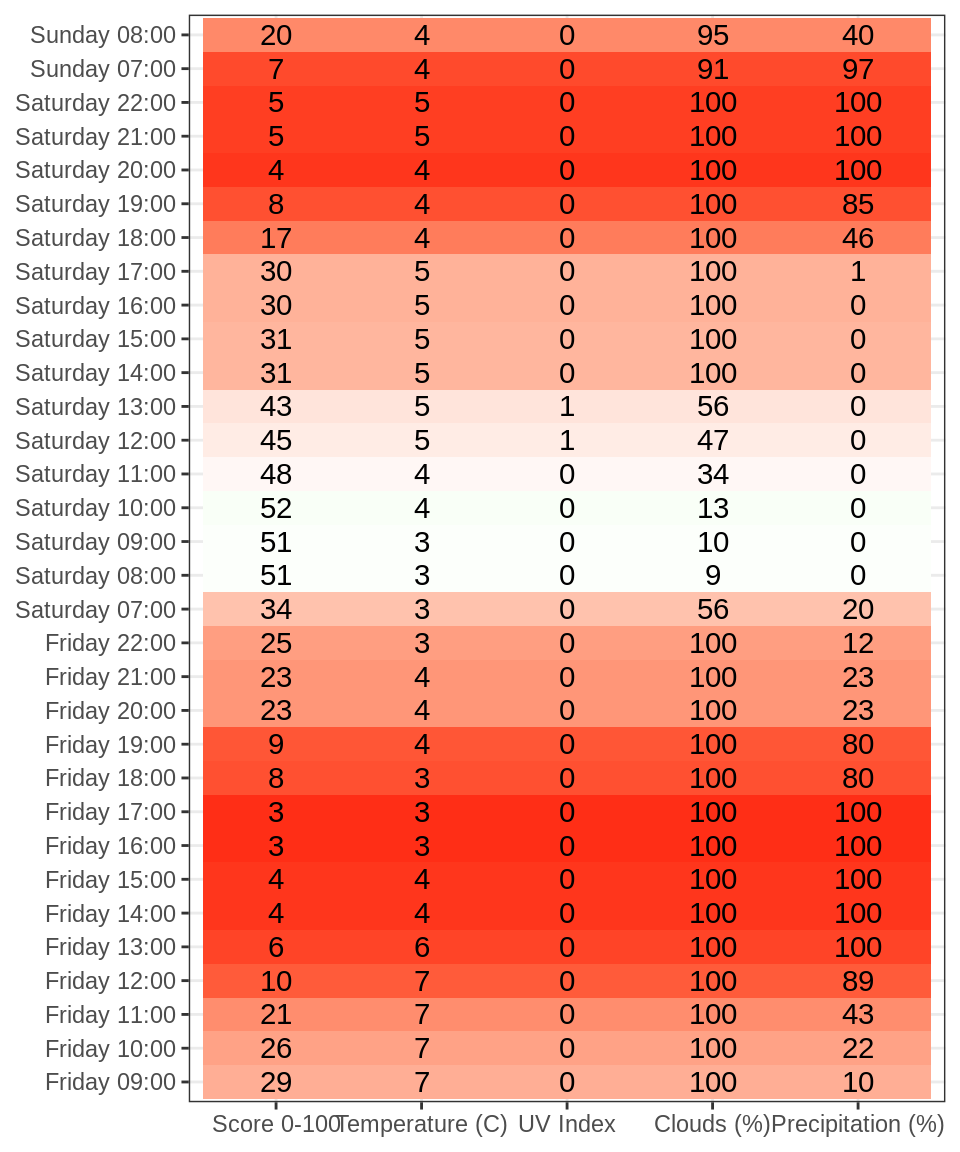 Sunday 08:00 20 4 0 95 40
Sunday 07:00 7 4 0 91 97
Saturday 22:00 5 5 0 100 100
Saturday 21:00 5 5 0 100 100
Saturday 20:00 4 4 0 100 100
Saturday 19:00 8 4 0 100 85
Saturday 18:00 17 4 0 100 46
Saturday 17:00 30 5 0 100 1
Saturday 16:00 30 5 0 100 0
Saturday 15:00 31 5 0 100 0
Saturday 14:00 31 5 0 100 0
Saturday 13:00 43 5 1 56 0
Saturday 12:00 45 5 1 47 0
Saturday 11:00 48 4 0 34 0
Saturday 10:00 52 4 0 13 0
Saturday 09:00 51 3 0 10 0
Saturday 08:00 51 3 0 9 0
Saturday 07:00 34 3 0 56 20
Friday 22:00 25 3 0 100 12
Friday 21:00 23 4 0 100 23
Friday 20:00 23 4 0 100 23
Friday 19:00 9 4 0 100 80
Friday 18:00 8 3 0 100 80
Friday 17:00 3 3 0 100 100
Friday 16:00 3 3 0 100 100
Friday 15:00 4 4 0 100 100
Friday 14:00 4 4 0 100 100
Friday 13:00 6 6 0 100 100
Friday 12:00 10 7 0 100 89
Friday 11:00 21 7 0 100 43
Friday 10:00 26 7 0 100 22
Friday 09:00 29 7 0 100 10
Score 0-100 Temperature (C) UV Index Clouds (%) Precipitation (%)